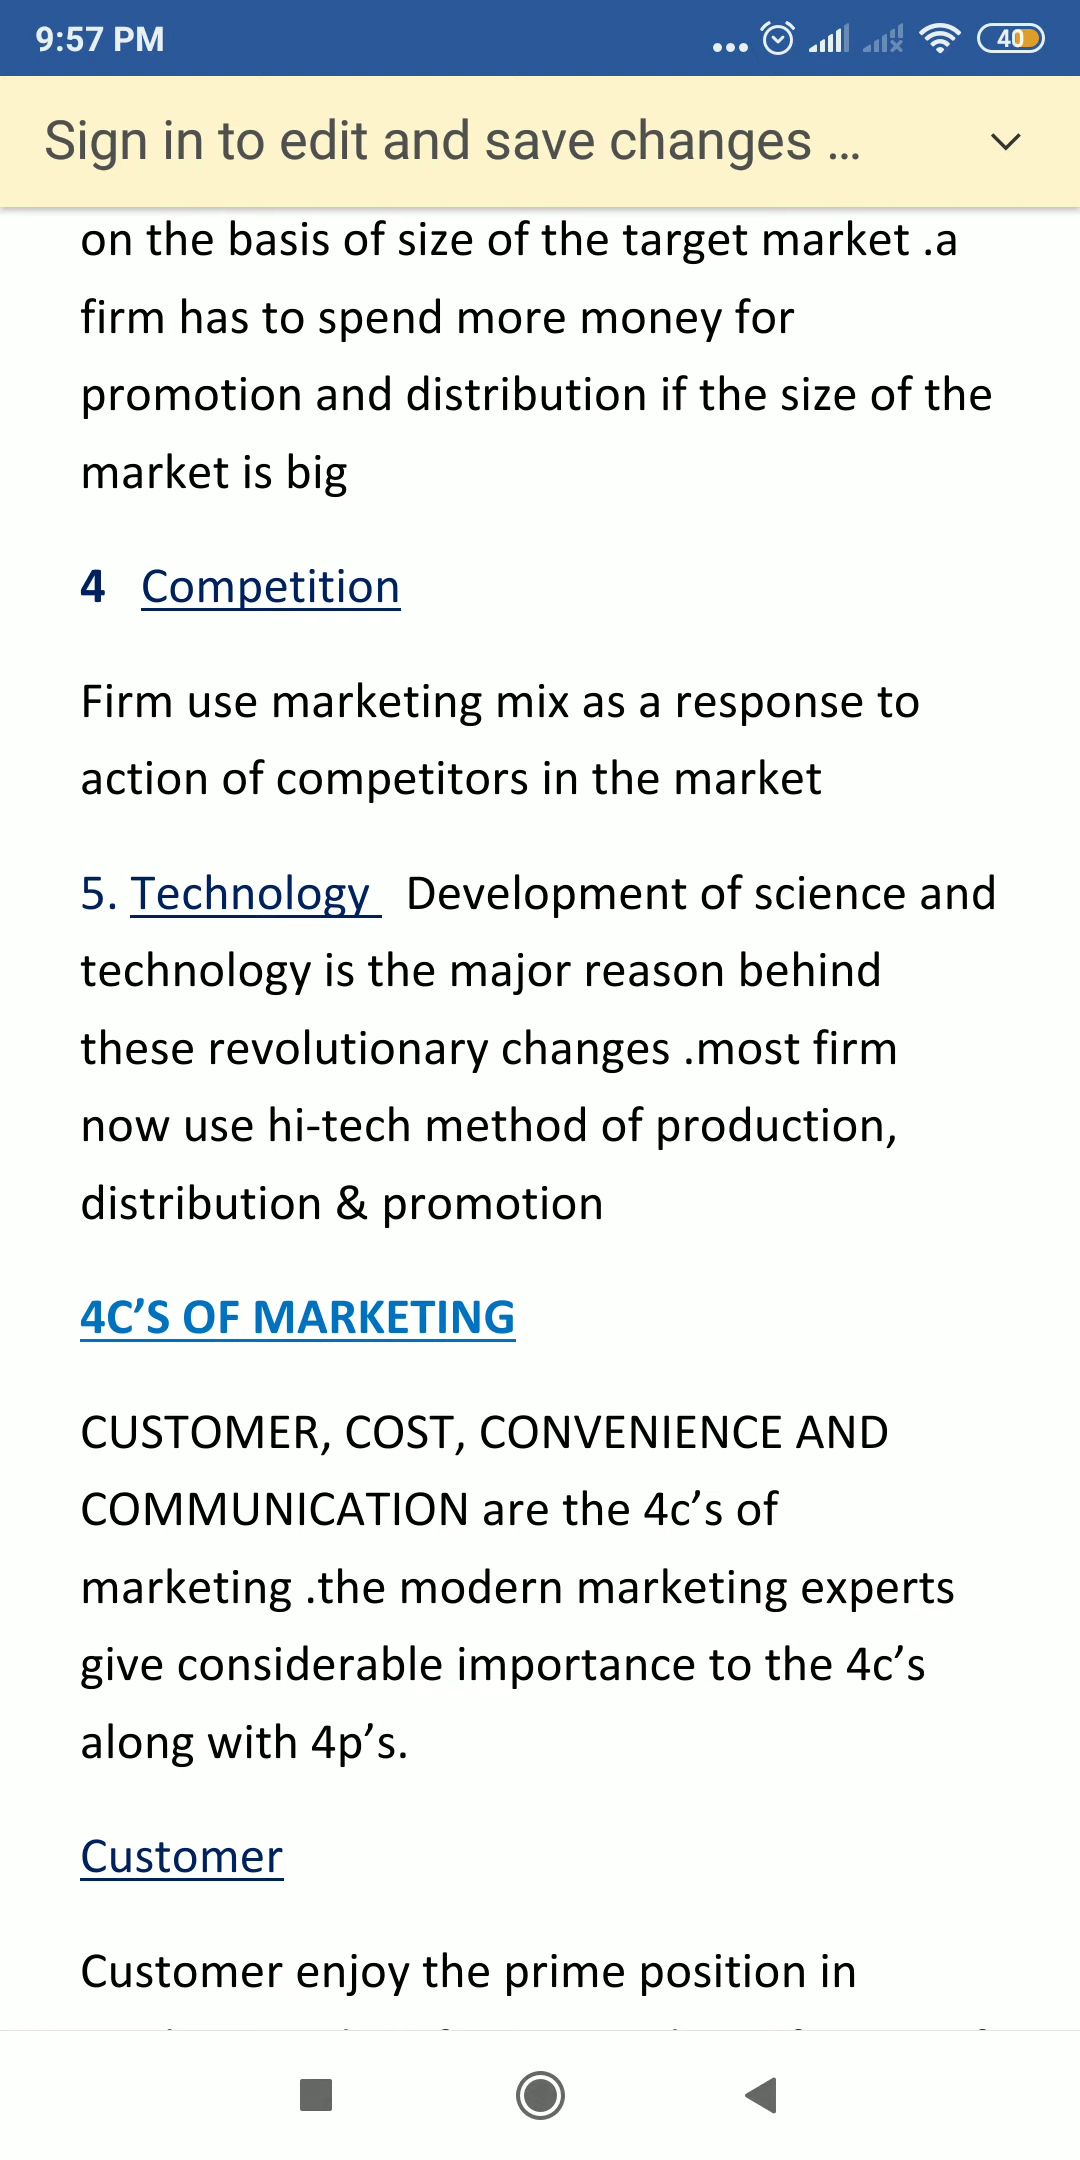 9:57 PM
40
Sign in to edit and save changes ...
on the basis of size of the target market .a
firm has to spend more money for
promotion and distribution if the size of the
market is big
4 Competition
Firm use marketing mix as a response to
action of competitors in the market
5. Technology Development of science and
technology is the major reason behind
these revolutionary changes .most firm
now use hi-tech method of production,
distribution & promotion
4C’S OF MARKETING
CUSTOMER, COST, CONVENIENCE AND
COMMUNICATION are the 4c’s of
marketing .the modern marketing experts
give considerable importance to the 4c’s
along with 4p’s.
Customer
Customer enjoy the prime position in